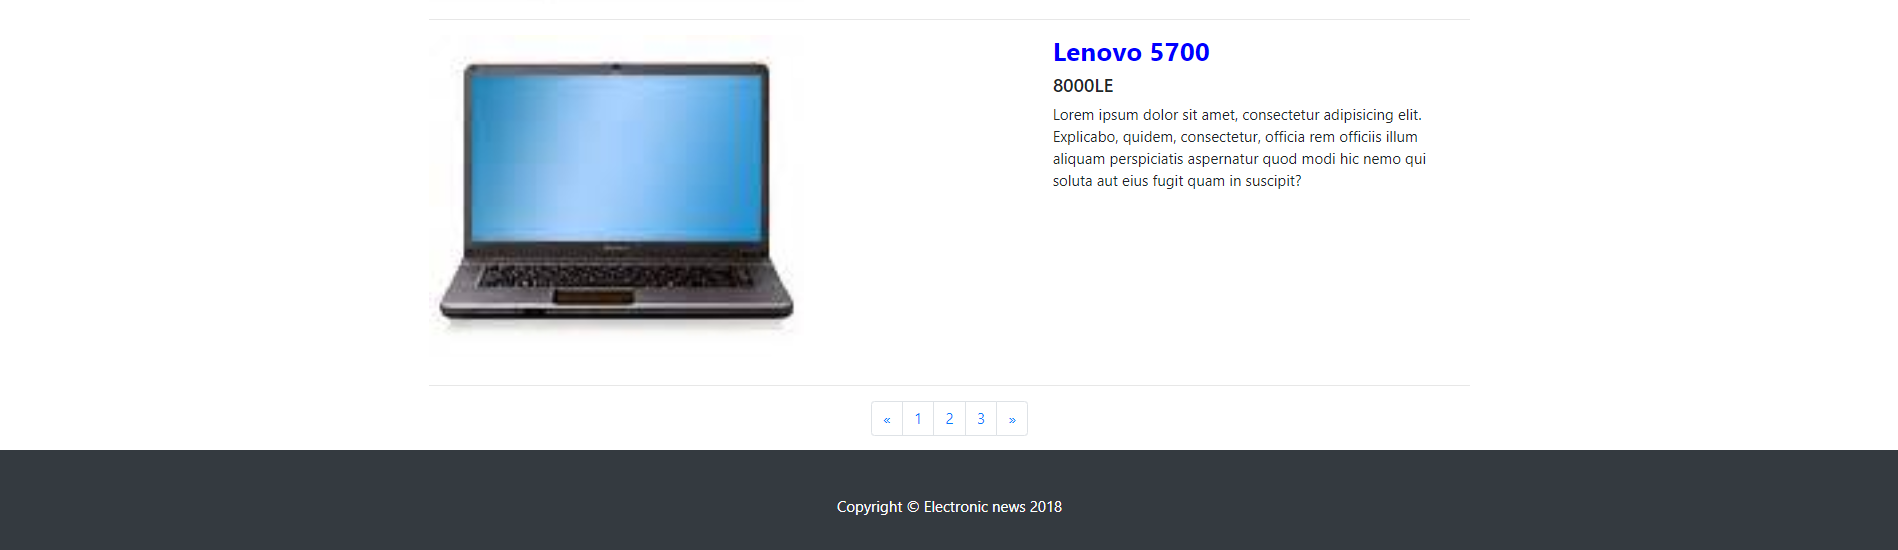 Lenovo 5700
8000LE
Lorem ipsum dolor sit amet, consectetur adipisicing elit.
Explicabo, quidem, consectetur, officia rem officiis illum
aliquam perspiciatis aspernatur quod modi hic nemo qui
soluta aut eius fugit quam in suscipit?
« 1 2 3 »
Copyright © Electronic news 2018